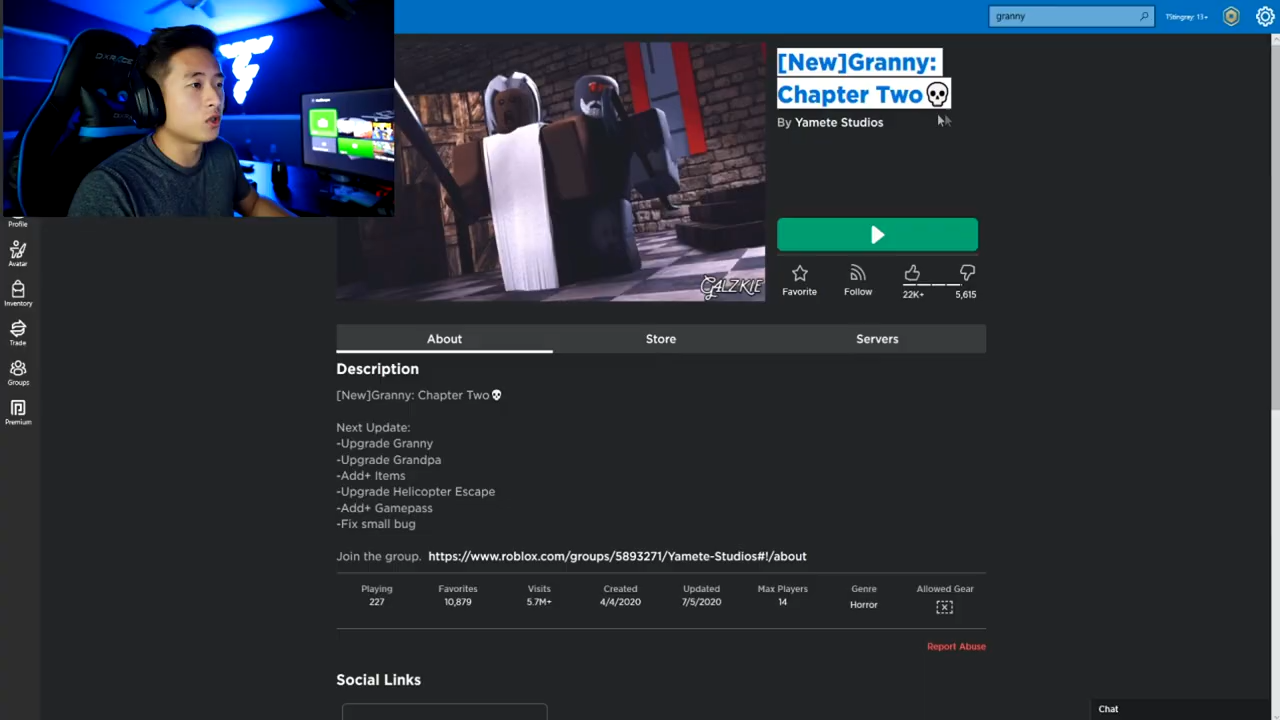 granny
TStingrey: 13+
[New]Granny:
Chapter Two💀
By Yamete Studios
GALZKIE
Favorite
Follow
22K+
5,615
Profile
Avatar
Inventory
Trade
Groups
Premium
About
Store
Servers
Description
[New]Granny: Chapter Two💀
Next Update:
-Upgrade Granny
-Upgrade Grandpa
-Add+ Items
-Upgrade Helicopter Escape
-Add+ Gamepass
-Fix small bug
Join the group. https://www.roblox.com/groups/5893271/Yamete-Studios#!/about
Playing
Favorites
Visits
Created
Updated
Max Players
Genre
Allowed Gear
227
10,879
5.7M+
4/4/2020
7/5/2020
14
Horror
Report Abuse
Social Links
Chat